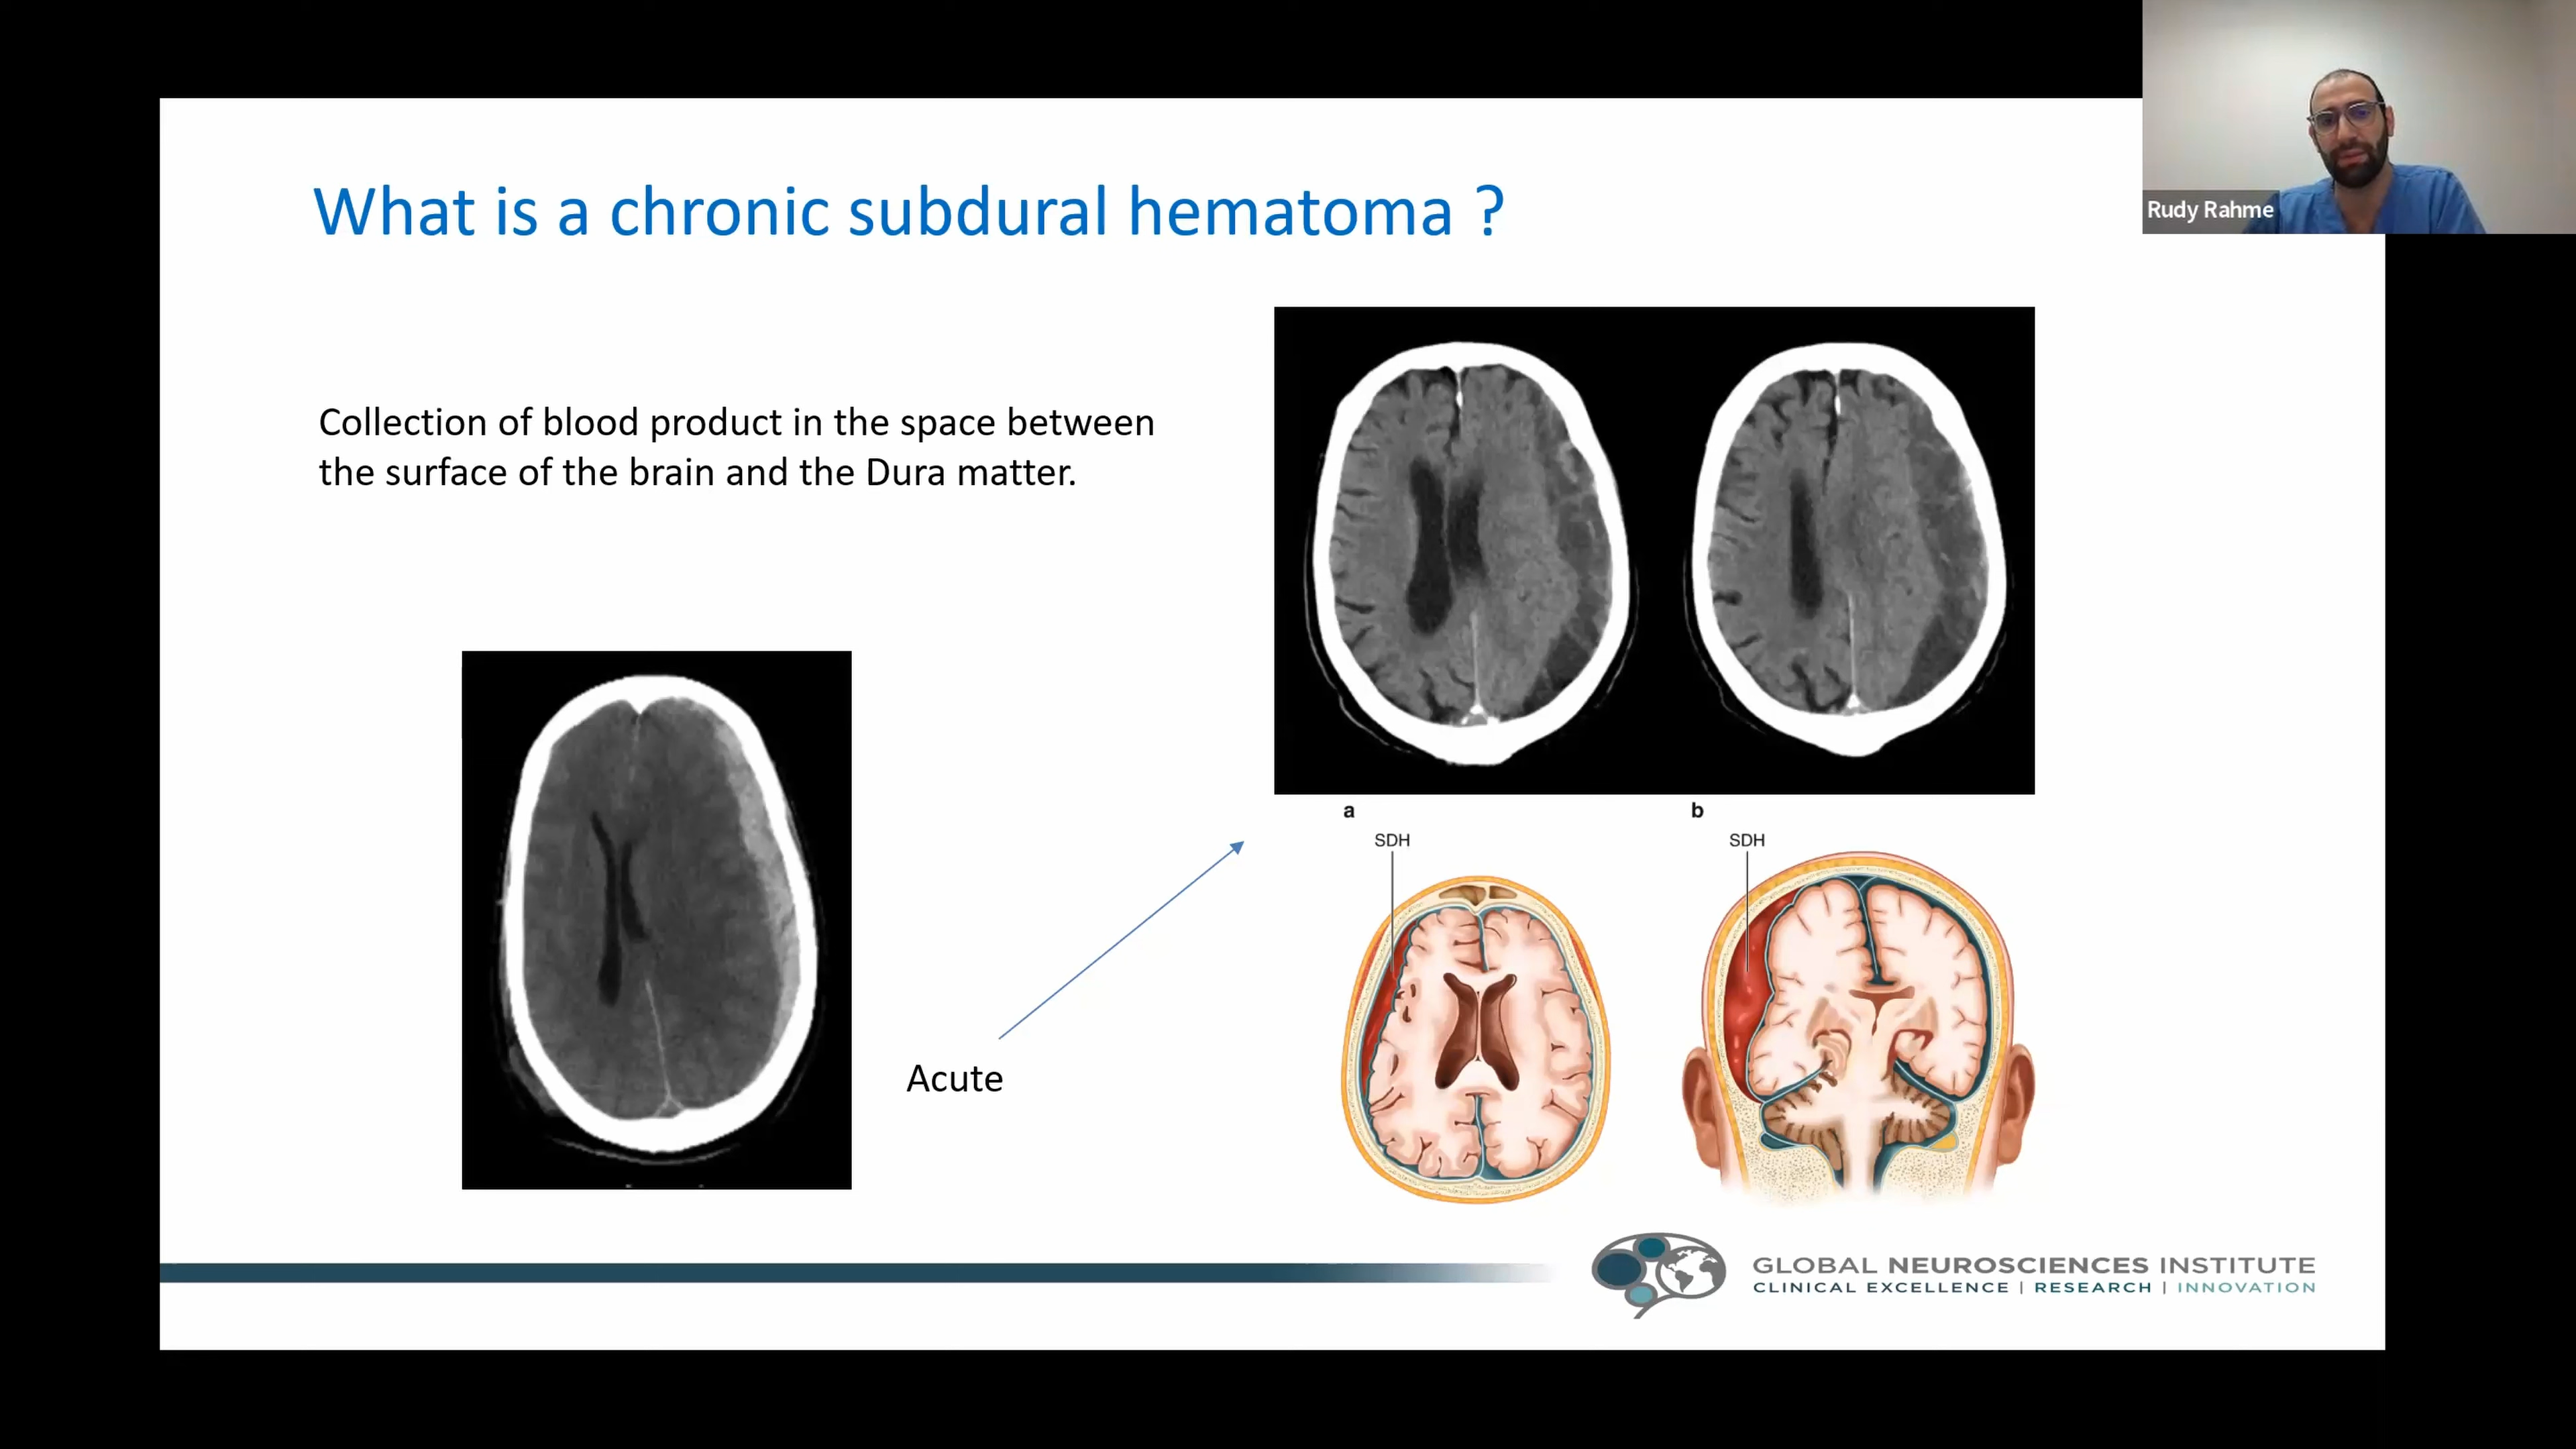 Rudy Rahme
What is a chronic subdural hematoma ?
Collection of blood product in the space between
the surface of the brain and the Dura matter.
Acute
a
b
SDH
SDH
GLOBAL NEUROSCIENCES INSTITUTE
CLINICAL EXCELLENCE | RESEARCH | INNOVATION